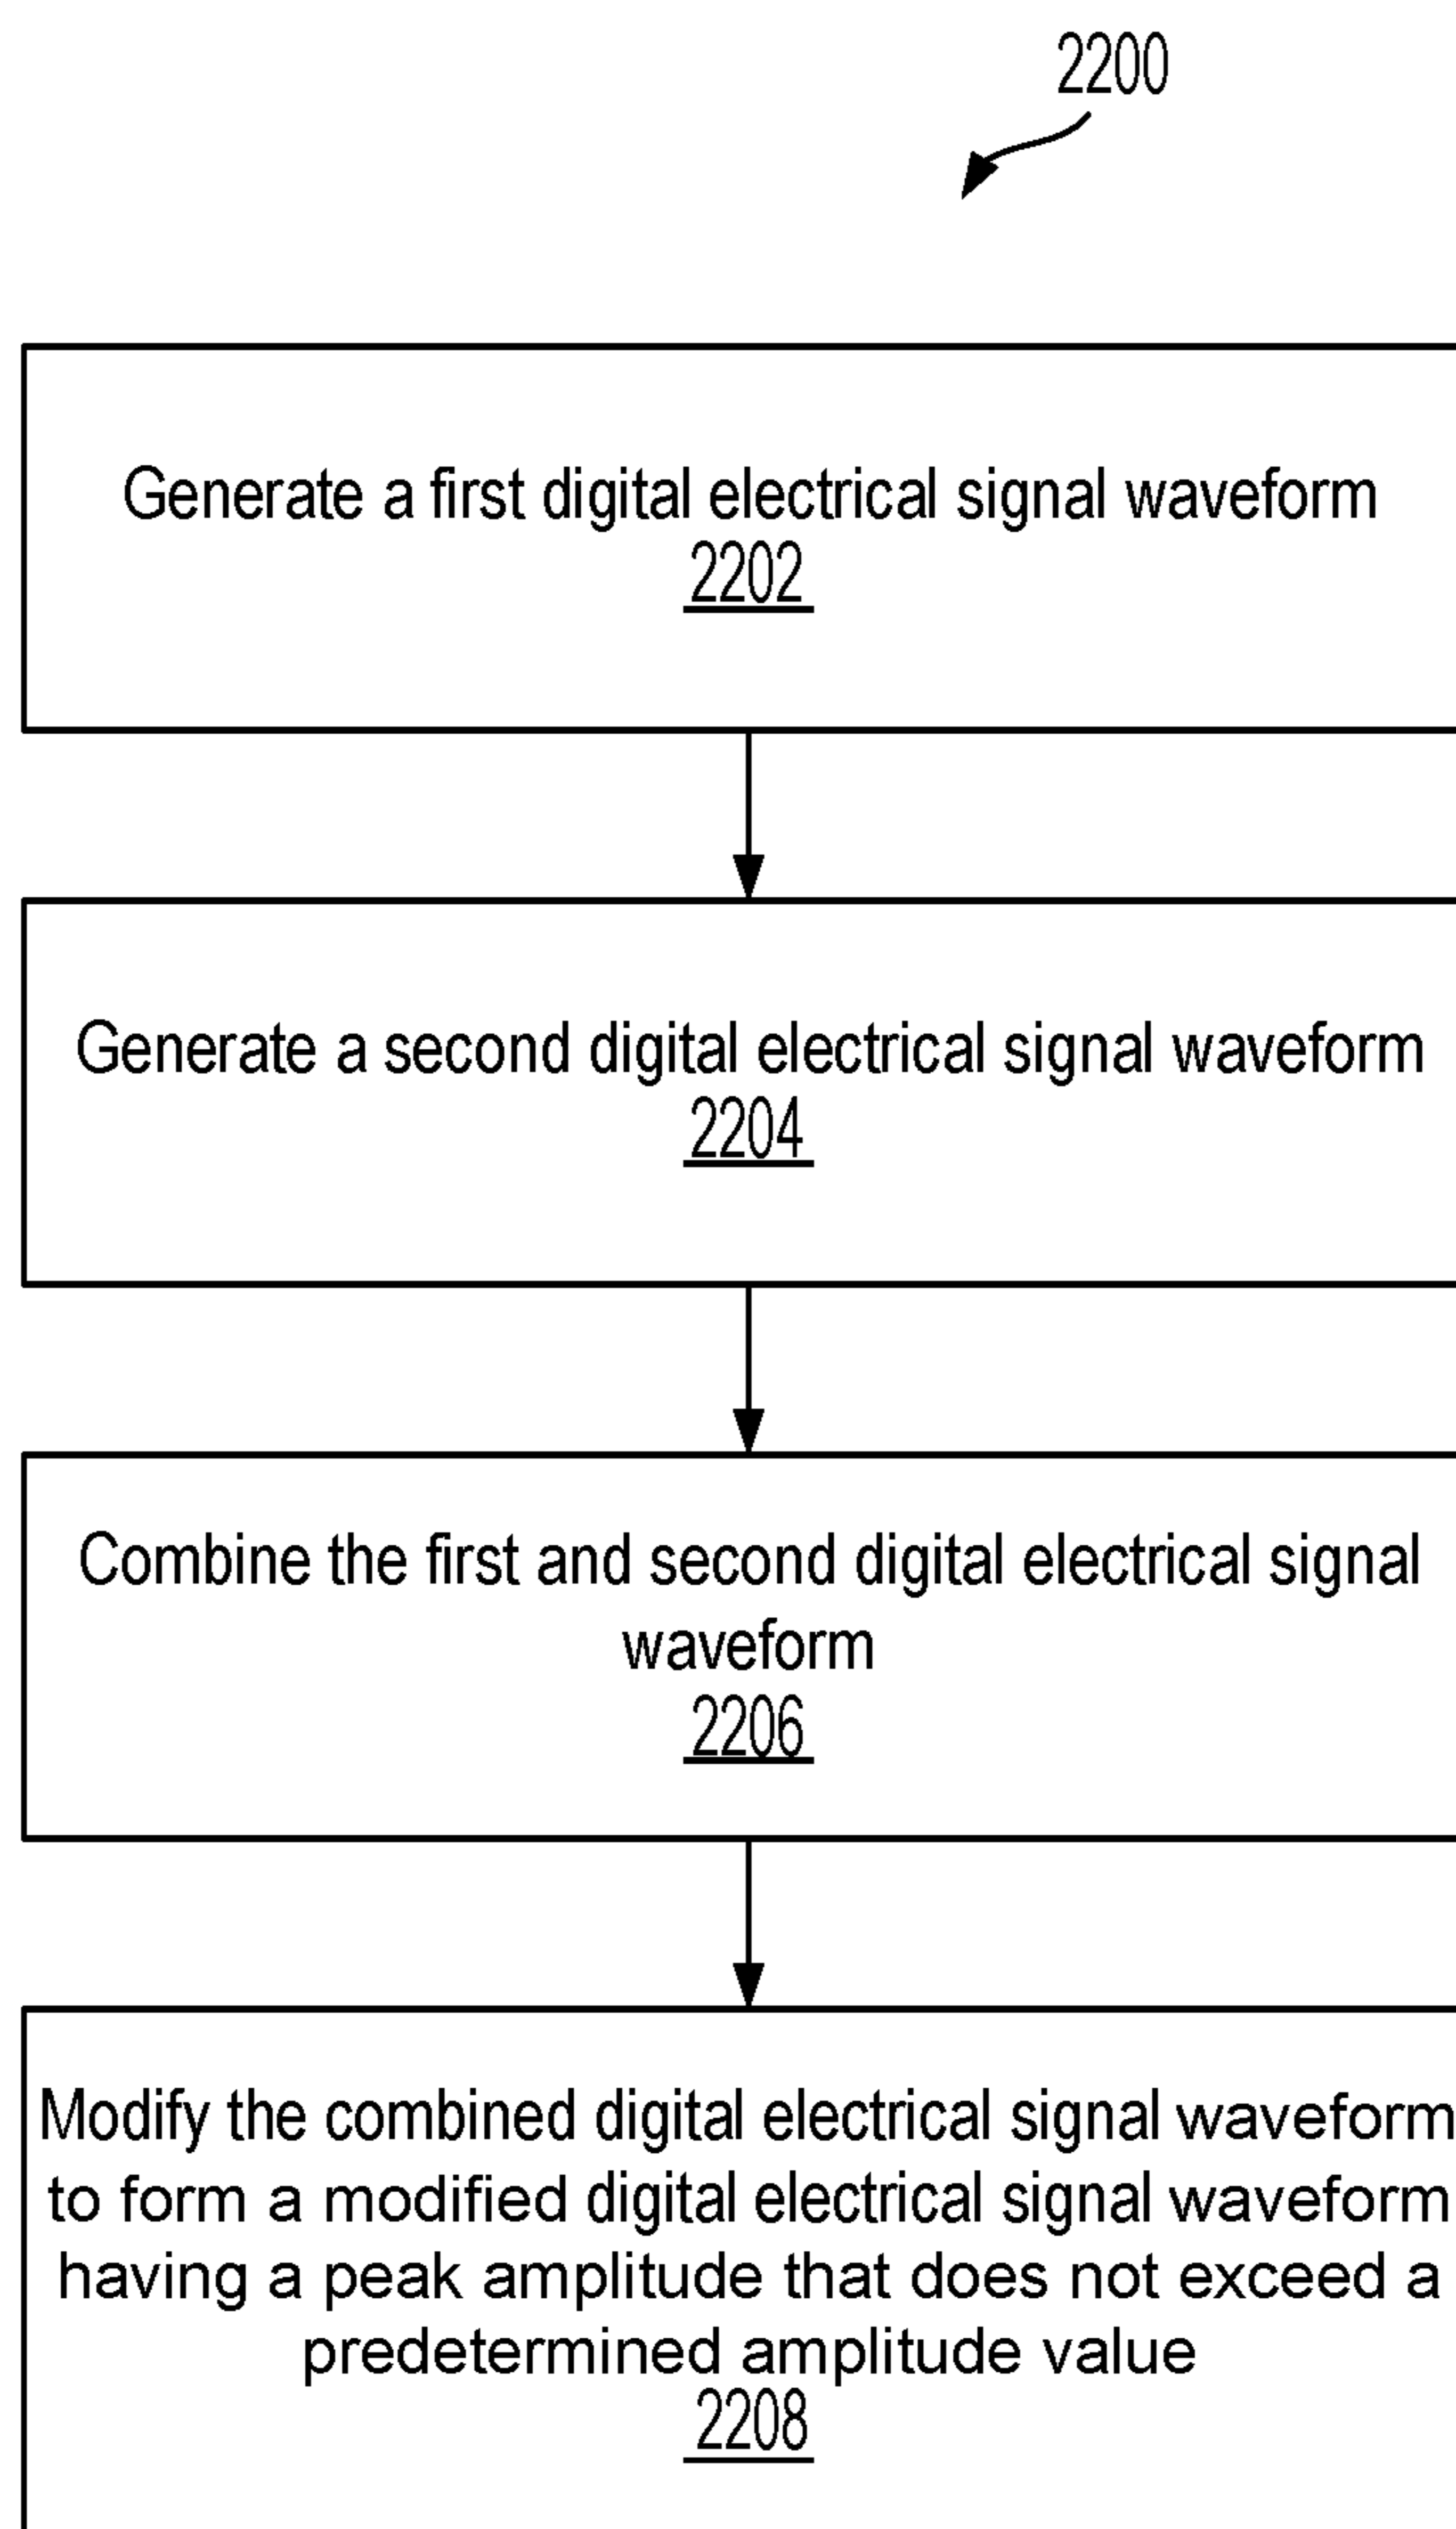 2200
Generate a first digital electrical signal waveform
2202
Generate a second digital electrical signal waveform
2204
Combine the first and second digital electrical signal
waveform
2206
Modify the combined digital electrical signal waveform
to form a modified digital electrical signal waveform
having a peak amplitude that does not exceed a
predetermined amplitude value
2208